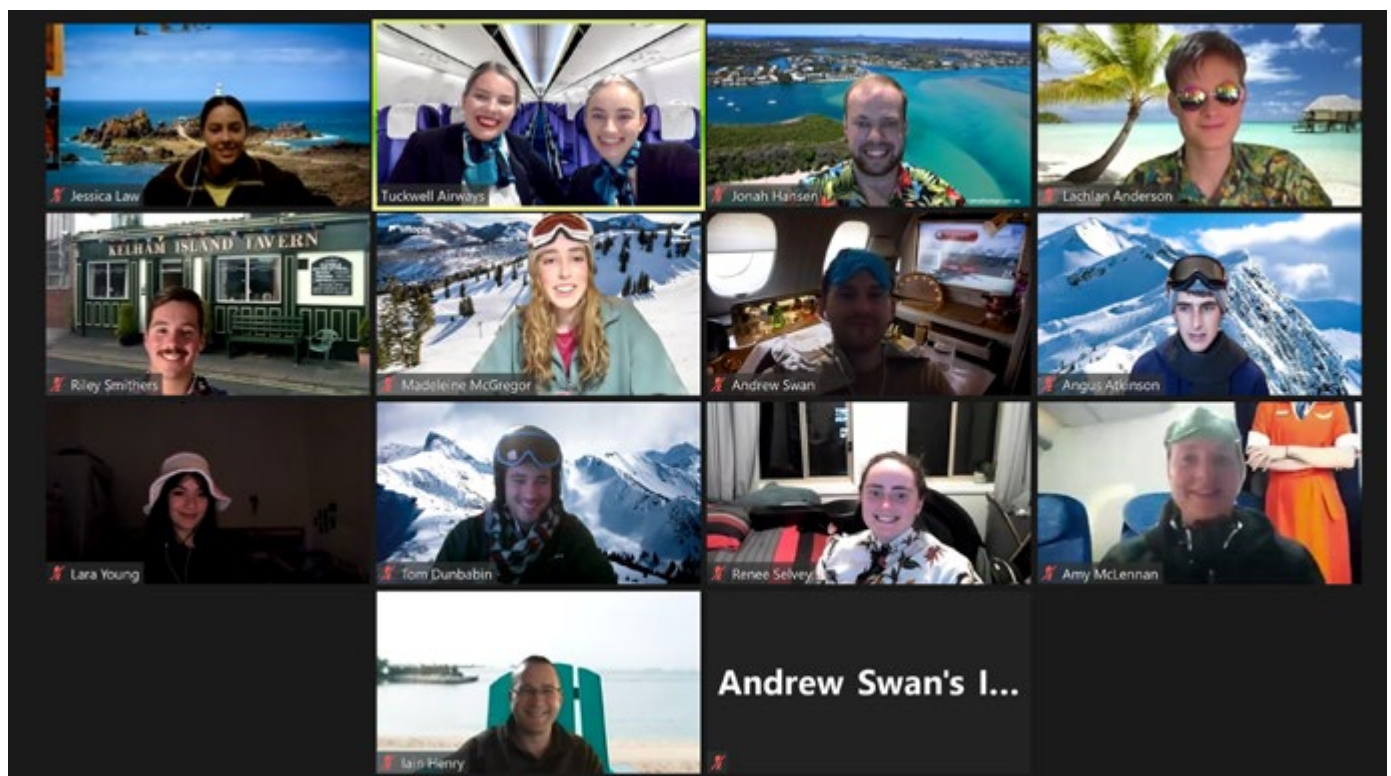 Jessica Law
Tuckwell Airways
Jonah Hansen
Lachlan Anderson
KELHAM ISLAND TAVERN
Riley Smithers
Madeleine McGregor
Andrew Swan
Angus Atkinson
Lara Young
Tom Dunbabin
Renee Selvey
Amy McLennan
Andrew Swan's I...
Iain Henry